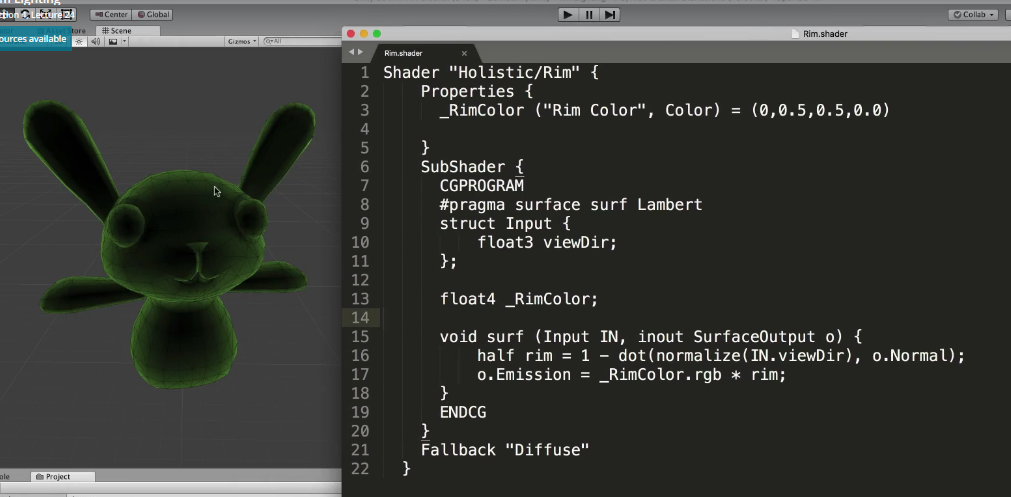 Lighting
Lecture 24
ources available
Center
Global
Store
# Scene
Gizmos
All
Collab
Rim.shader
Rim.shader ×
1 Shader "Holistic/Rim" {
2 Properties {
3 _RimColor ("Rim Color", Color) = (0,0.5,0.5,0.0)
4
5 }
6 SubShader {
7 CGPROGRAM
8 #pragma surface surf Lambert
9 struct Input {
10 float3 viewDir;
11 };
12
13 float4 _RimColor;
14
15 void surf (Input IN, inout SurfaceOutput o) {
16 half rim = 1 - dot(normalize(IN.viewDir), o.Normal);
17 o.Emission = _RimColor.rgb * rim;
18 }
19 ENDCG
20 }
21 Fallback "Diffuse"
22 }
Project